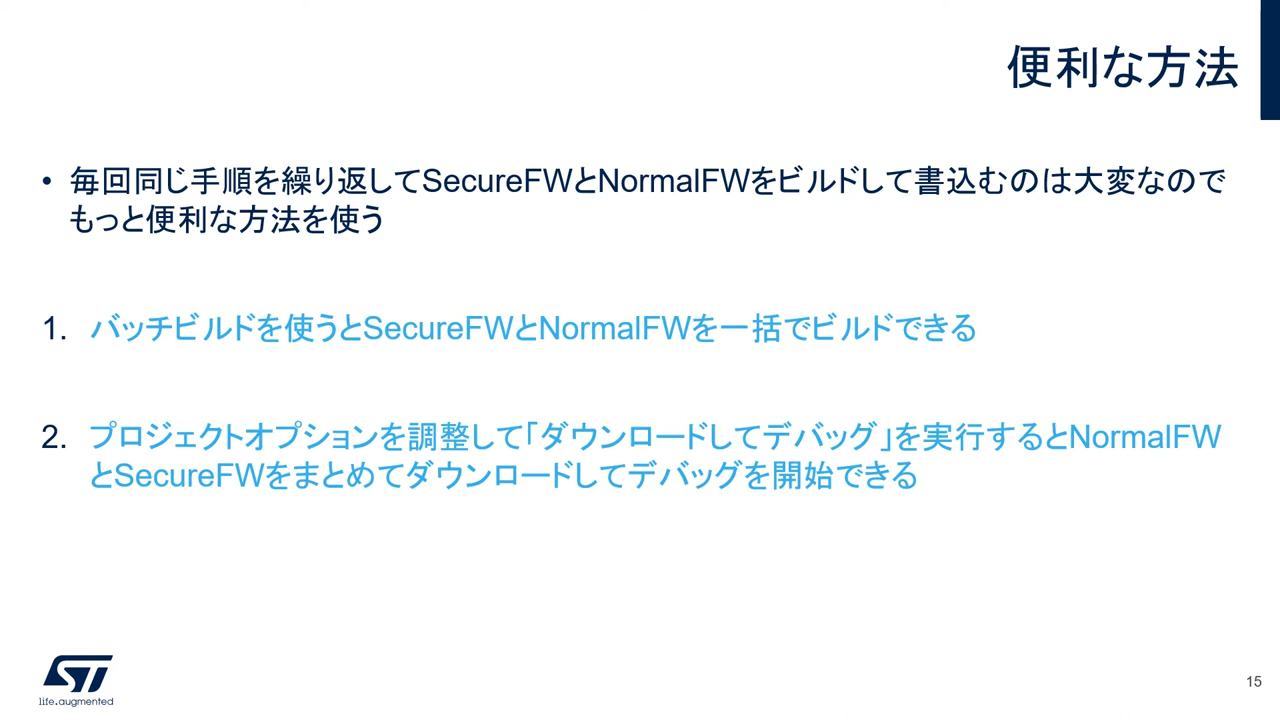 便利な方法
• 毎回同じ手順を繰り返してSecureFWとNormalFWをビルドして書込むのは大変なので
もっと便利な方法を使う
1. バッチビルドを使うとSecureFWとNormalFWを一括でビルドできる
2. プロジェクトオプションを調整して「ダウンロードしてデバッグ」を実行するとNormalFW
とSecureFWをまとめてダウンロードしてデバッグを開始できる
ST
life.augmented
15